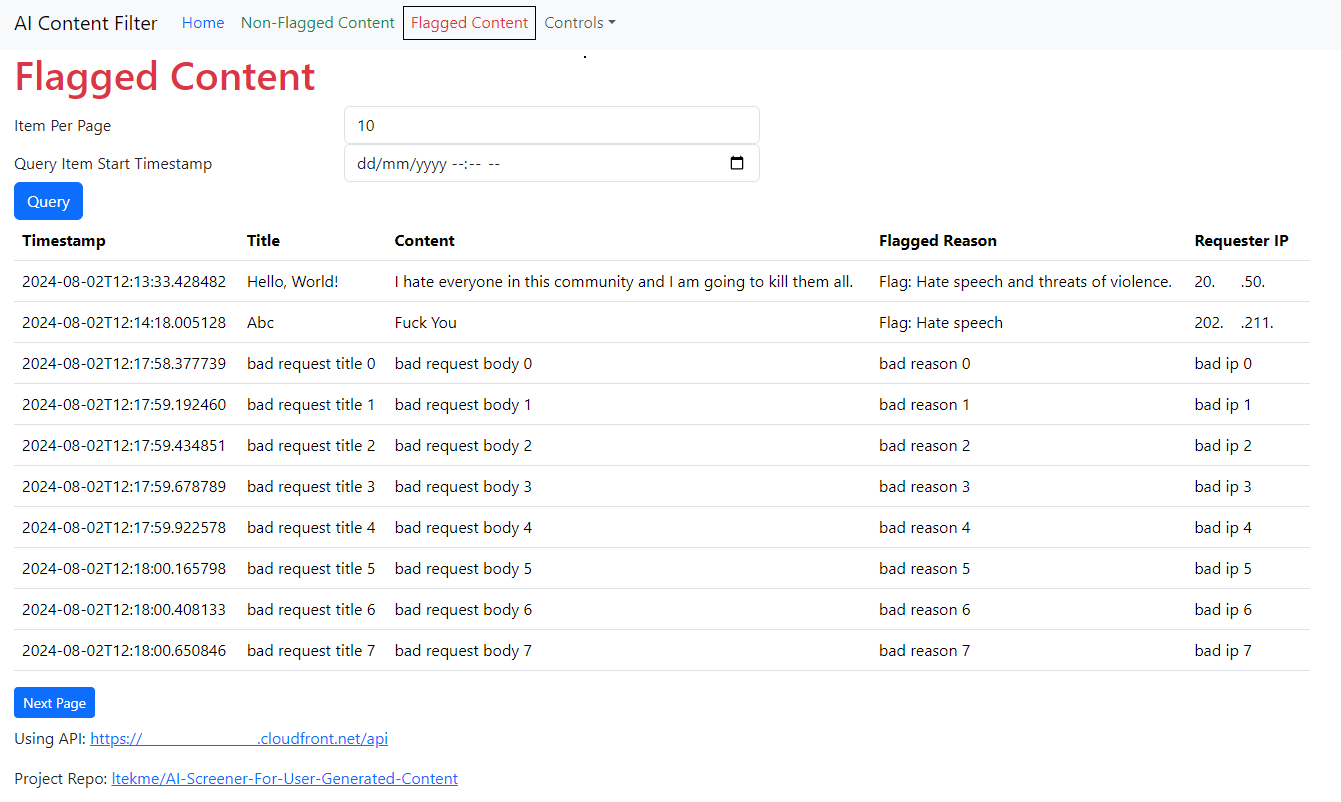 AI Content Filter Home Non-Flagged Content Flagged Content Controls
Flagged Content
Item Per Page 10
Query Item Start Timestamp dd/mm/yyyy --:-- --
Query
Timestamp Title Content Flagged Reason Requester IP
2024-08-02T12:13:33.428482 Hello, World! I hate everyone in this community and I am going to kill them all. Flag: Hate speech and threats of violence. 20. .50.
2024-08-02T12:14:18.005128 Abc Fuck You Flag: Hate speech 202. .211.
2024-08-02T12:17:58.377739 bad request title 0 bad request body 0 bad reason 0 bad ip 0
2024-08-02T12:17:59.192460 bad request title 1 bad request body 1 bad reason 1 bad ip 1
2024-08-02T12:17:59.434851 bad request title 2 bad request body 2 bad reason 2 bad ip 2
2024-08-02T12:17:59.678789 bad request title 3 bad request body 3 bad reason 3 bad ip 3
2024-08-02T12:17:59.922578 bad request title 4 bad request body 4 bad reason 4 bad ip 4
2024-08-02T12:18:00.165798 bad request title 5 bad request body 5 bad reason 5 bad ip 5
2024-08-02T12:18:00.408133 bad request title 6 bad request body 6 bad reason 6 bad ip 6
2024-08-02T12:18:00.650846 bad request title 7 bad request body 7 bad reason 7 bad ip 7
Next Page
Using API: https:// .cloudfront.net/api
Project Repo: ltekme/AI-Screener-For-User-Generated-Content